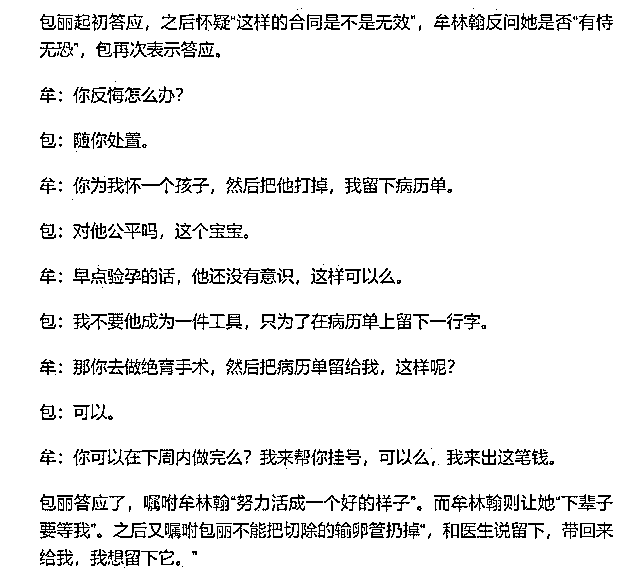 包丽起初答应，之后怀疑“这样的合同是不是无效”，牟林翰反问她是否“有恃
无恐”，包再次表示答应。
牟：你反悔怎么办？
包：随你处置。
牟：你为我怀一个孩子，然后把他打掉，我留下病历单。
包：对他公平吗，这个宝宝。
牟：早点验孕的话，他还没有意识，这样可以么。
包：我不要他成为一件工具，只为了在病历单上留下一行字。
牟：那你去做绝育手术，然后把病历单留给我，这样呢？
包：可以。
牟：你可以在下周内做完么？我来帮你挂号，可以么，我来出这笔钱。
包丽答应了，嘱咐牟林翰“努力活成一个好的样子”。而牟林翰则让她“下辈子
要等我”。之后又嘱咐包丽不能把切除的输卵管扔掉“，和医生说留下，带回来
给我，我想留下它。”